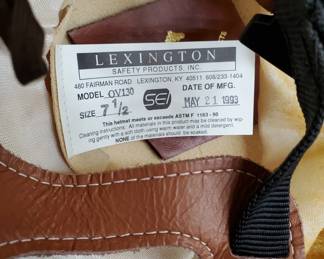 LEXINGTON
SAFETY PRODUCTS, INC.
480 FAIRMAN ROAD LEXINGTON, KY 40511 606/233-1404
MODEL OV130 SEI DATE OF MFG.
SIZE 7 1/2 MAY 21 1993
This helmet meets or exceeds ASTM F 1163-90
Cleaning Instructions: All materials in this product may be cleaned by wip-
ing gently with a soft cloth using warm water and a mild detergent.
NONE of the materials should be soaked.